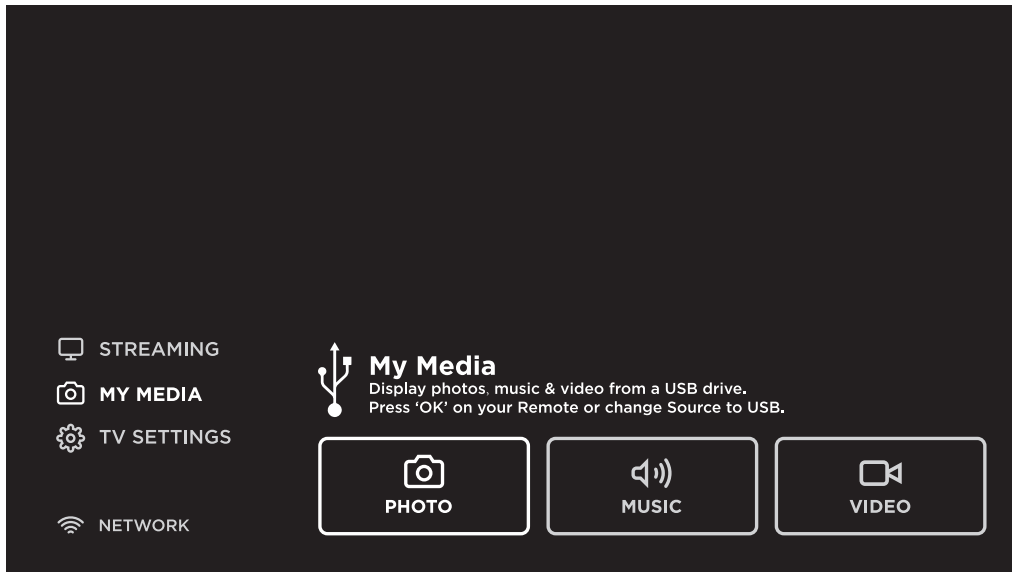 STREAMING
MY MEDIA
TV SETTINGS
NETWORK
My Media
Display photos, music & video from a USB drive.
Press ‘OK’ on your Remote or change Source to USB.
PHOTO
MUSIC
VIDEO